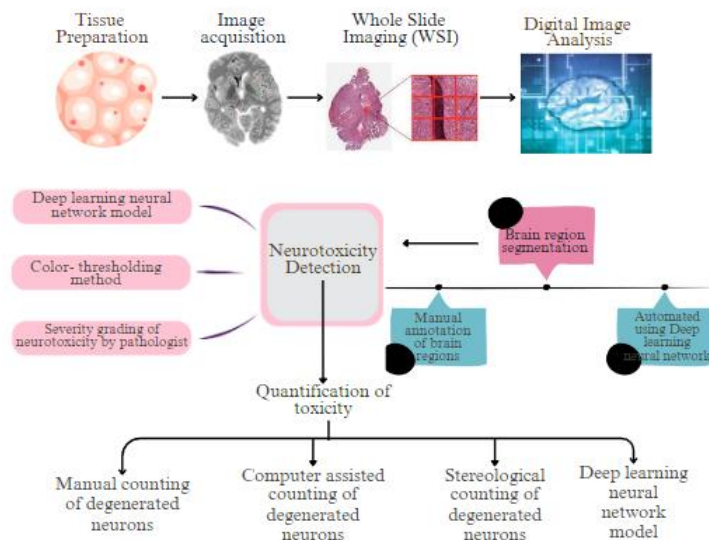 Tissue
Preparation
Image
acquisition
Whole Slide
Imaging (WSI)
Digital Image
Analysis
Deep learning neural
network model
Color- thresholding
method
Severity grading of
neurotoxicity by pathologist
Neurotoxicity
Detection
Brain region
segmentation
Manual
annotation
of brain
regions
Automated
using Deep
learning
neural network
Quantification of
toxicity
Manual counting
of degenerated
neurons
Computer assisted
counting of
degenerated
neurons
Stereological
counting of
degenerated
neurons
Deep learning
neural
network
model